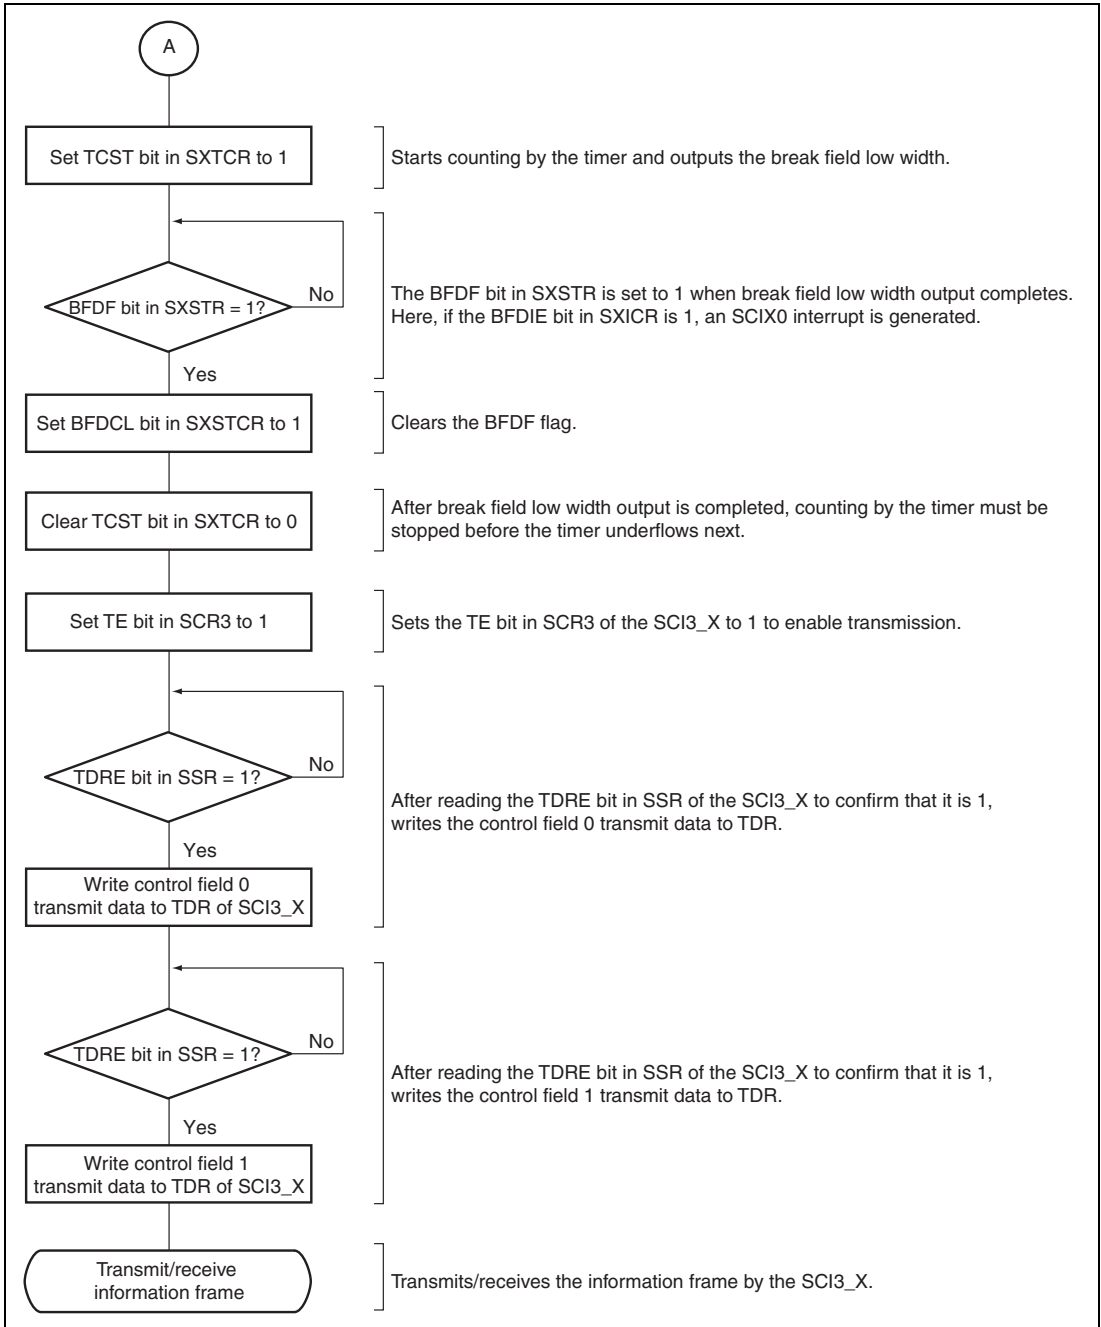 A
Set TCST bit in SXTCR to 1
Starts counting by the timer and outputs the break field low width.
BFDF bit in SXSTR = 1?
No
The BFDF bit in SXSTR is set to 1 when break field low width output completes.
Here, if the BFDIE bit in SXICR is 1, an SCIX0 interrupt is generated.
Yes
Set BFDCL bit in SXSTCR to 1
Clears the BFDF flag.
Clear TCST bit in SXTCR to 0
After break field low width output is completed, counting by the timer must be
stopped before the timer underflows next.
Set TE bit in SCR3 to 1
Sets the TE bit in SCR3 of the SCI3_X to 1 to enable transmission.
TDRE bit in SSR = 1?
No
After reading the TDRE bit in SSR of the SCI3_X to confirm that it is 1,
writes the control field 0 transmit data to TDR.
Yes
Write control field 0
transmit data to TDR of SCI3_X
TDRE bit in SSR = 1?
No
After reading the TDRE bit in SSR of the SCI3_X to confirm that it is 1,
writes the control field 1 transmit data to TDR.
Yes
Write control field 1
transmit data to TDR of SCI3_X
Transmit/receive
information frame
Transmits/receives the information frame by the SCI3_X.